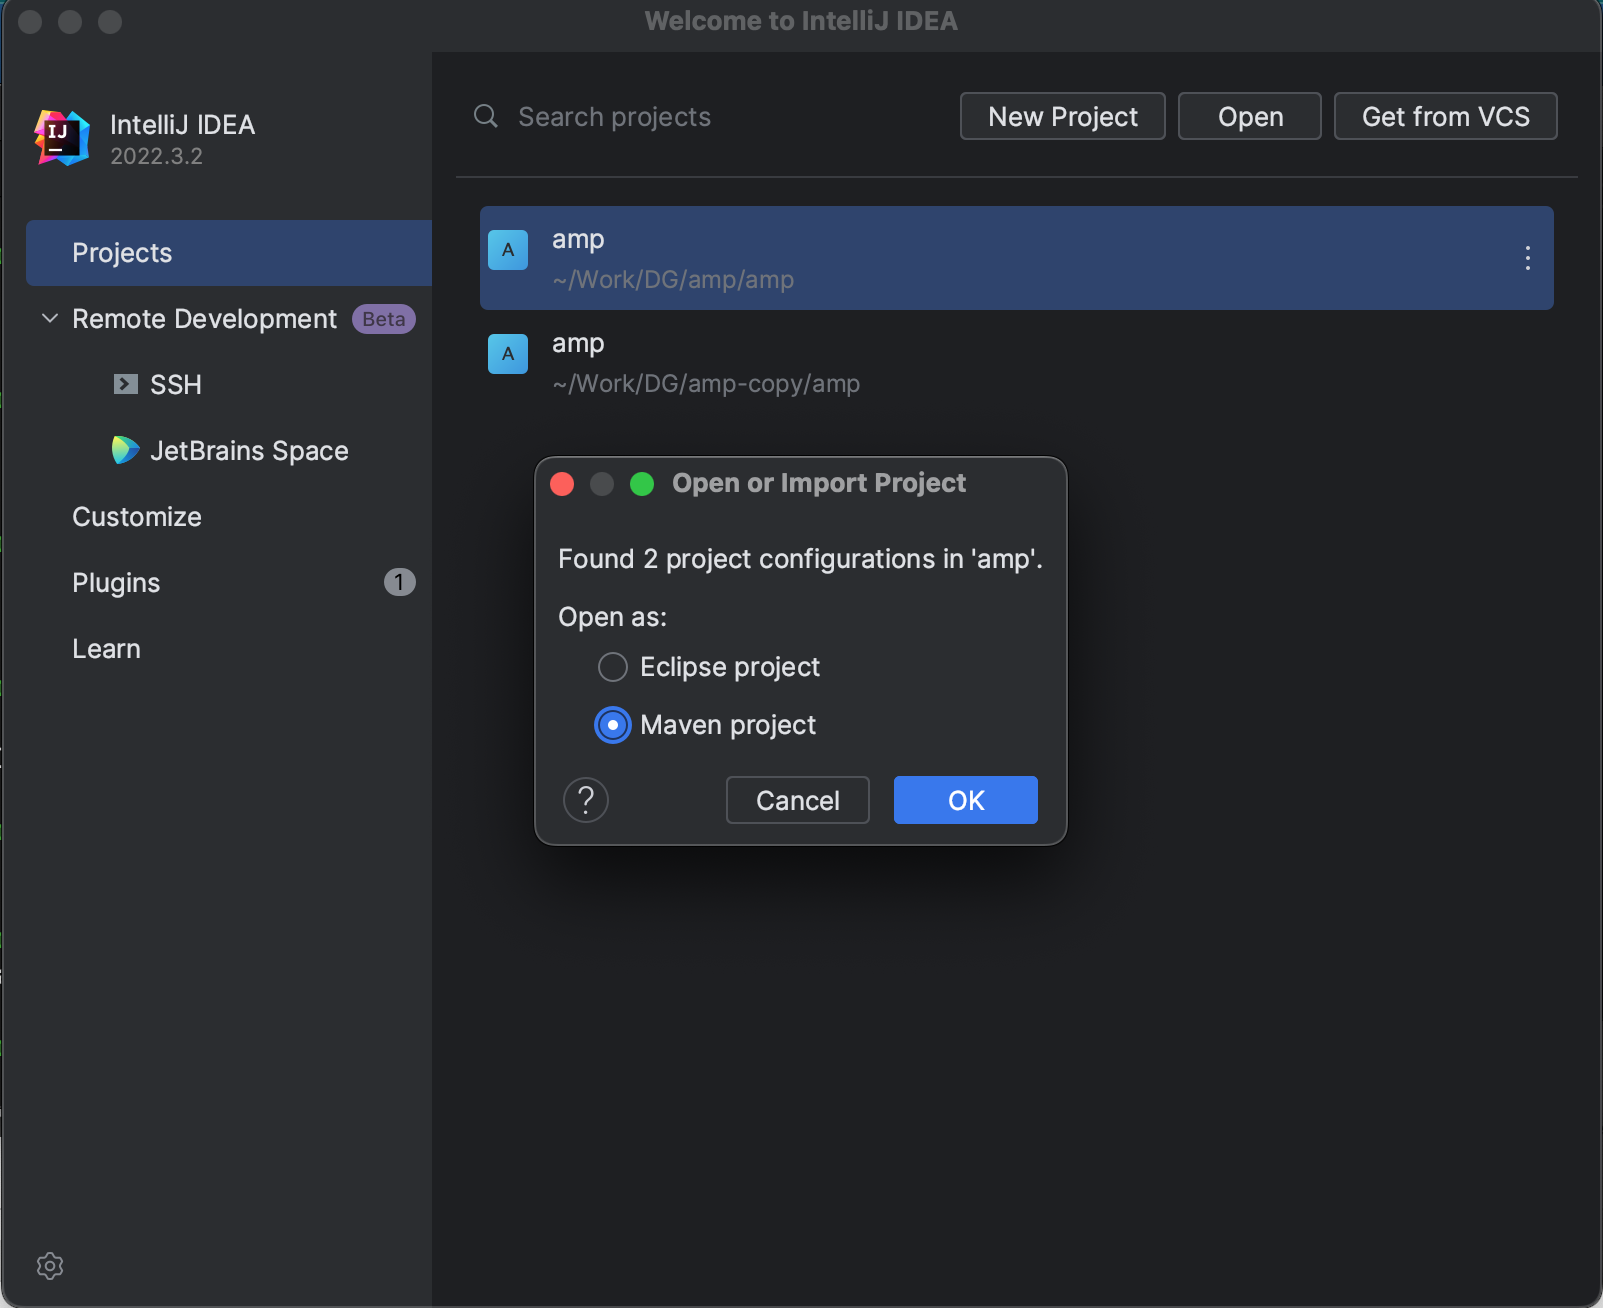 Welcome to IntelliJ IDEA
IJ
IntelliJ IDEA
2022.3.2
Search projects
New Project
Open
Get from VCS
Projects
Remote Development Beta
SSH
JetBrains Space
Customize
Plugins 1
Learn
A
amp
~/Work/DG/amp/amp
A
amp
~/Work/DG/amp-copy/amp
Open or Import Project
Found 2 project configurations in 'amp'.
Open as:
Eclipse project
Maven project
?
Cancel
OK